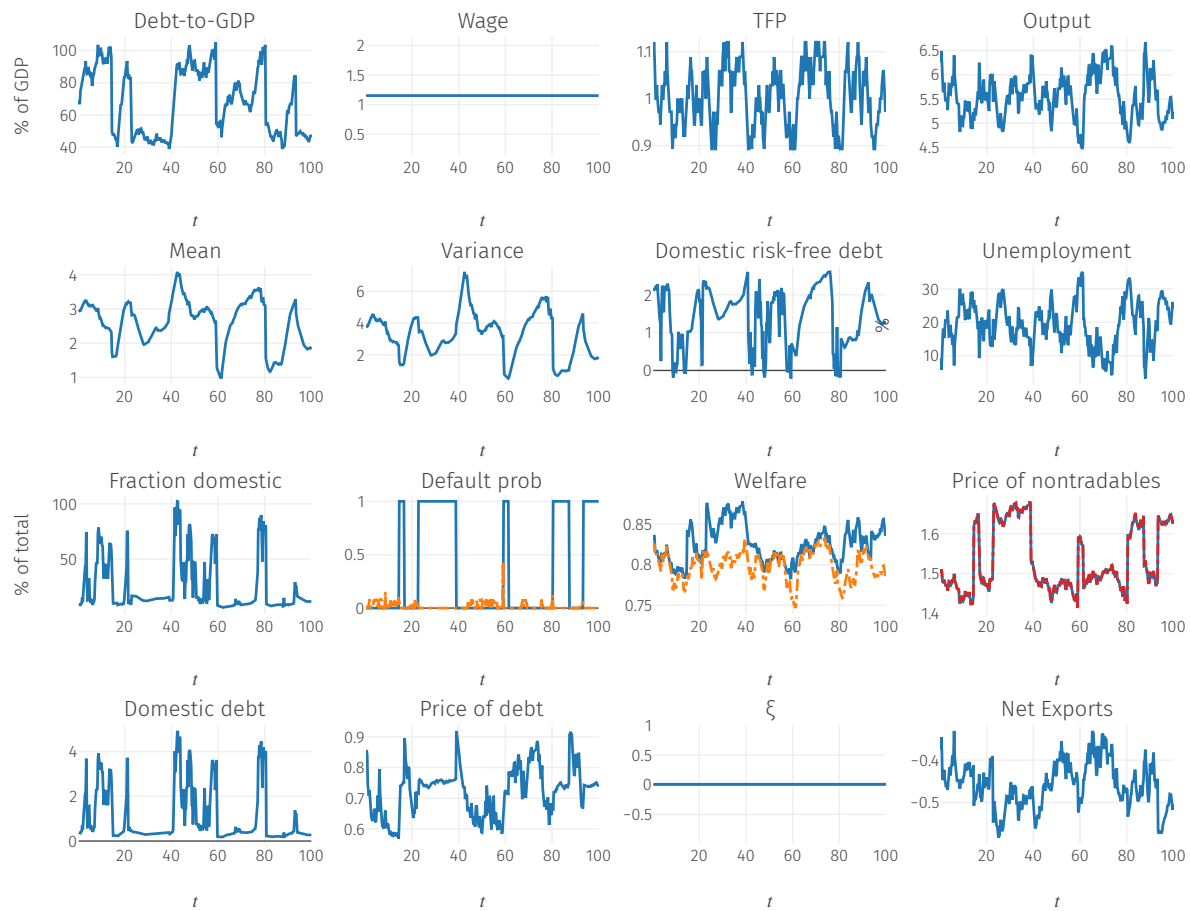 Debt-to-GDP Wage TFP Output
100 2 1.1 6.5
80 1.5 6
60 1 1 5.5
40 0.5 0.9 5
4.5
% of GDP
20 40 60 80 100 20 40 60 80 100 20 40 60 80 100 20 40 60 80 100
t t t t
Mean Variance Domestic risk-free debt Unemployment
4 6 2 30
3 4 1 20
2 2 0 10
1
%
20 40 60 80 100 20 40 60 80 100 20 40 60 80 100 20 40 60 80 100
t t t t
Fraction domestic Default prob Welfare Price of nontradables
100 1 0.85 1.6
50 0.5 0.8 1.5
0 0.75 1.4
% of total
20 40 60 80 100 20 40 60 80 100 20 40 60 80 100 20 40 60 80 100
t t t t
Domestic debt Price of debt ξ Net Exports
4 0.9 1 −0.4
2 0.8 0.5 −0.5
0 0.7 0
0.6 −0.5
20 40 60 80 100 20 40 60 80 100 20 40 60 80 100 20 40 60 80 100
t t t t